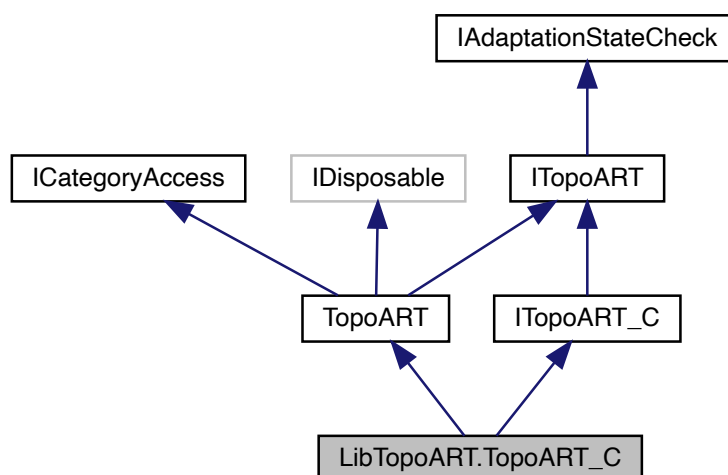 IAdaptationStateCheck
ICategoryAccess
IDisposable
ITopoART
TopoART
ITopoART_C
LibTopoART.TopoART_C